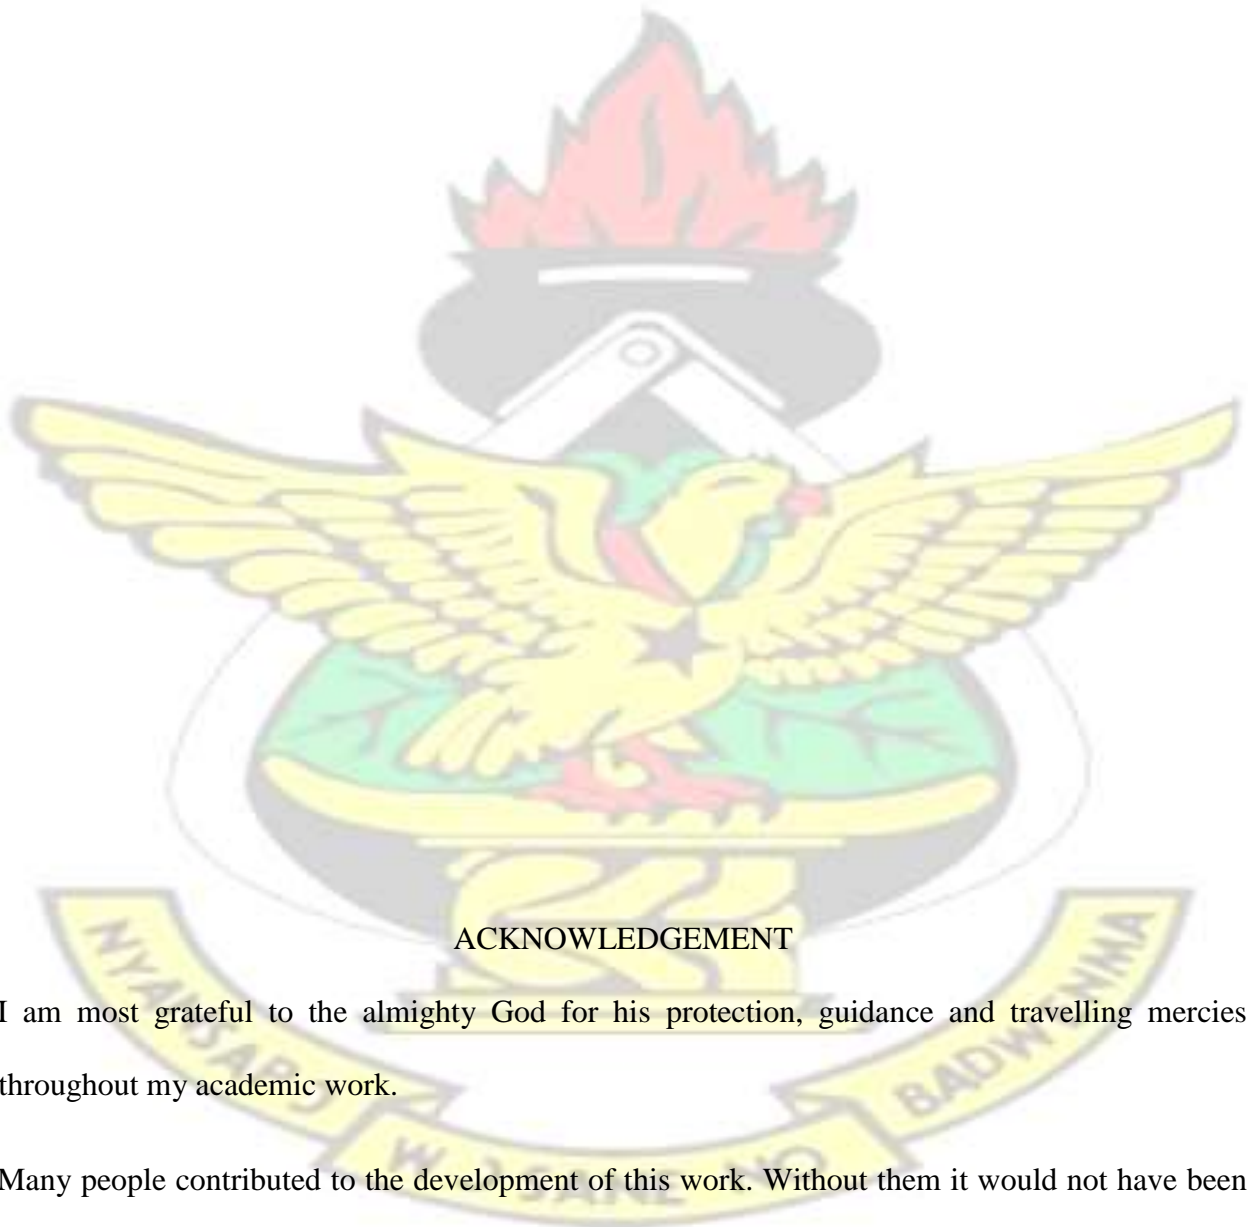 ACKNOWLEDGEMENT
I am most grateful to the almighty God for his protection, guidance and travelling mercies
throughout my academic work.
Many people contributed to the development of this work. Without them it would not have been
BADWENMA